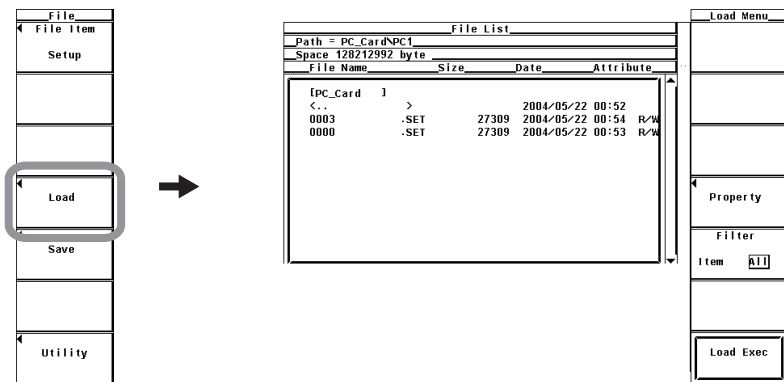 File
File Item
Setup
Load
Save
Utility
File List
Path = PC_Card\PC1
Space 128212992 byte
File Name Size Date Attribute
[PC_Card ]
<.. > 2004/05/22 00:52
0003 .SET 27309 2004/05/22 00:54 R/W
0000 .SET 27309 2004/05/22 00:53 R/W
Load Menu
Property
Filter
Item All
Load Exec